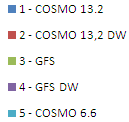 1 - COSMO 13.2
2 - COSMO 13,2 DW
3 - GFS
4 - GFS DW
5 - COSMO 6.6